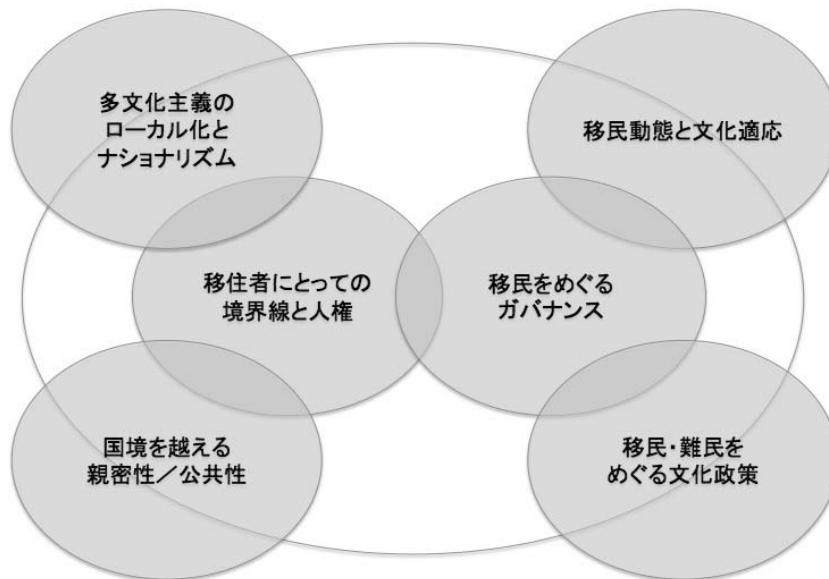 多文化主義の
ローカル化と
ナショナリズム
移民動態と文化適応
移住者にとっての
境界線と人権
移民をめぐる
ガバナンス
国境を越える
親密性／公共性
移民・難民を
めぐる文化政策